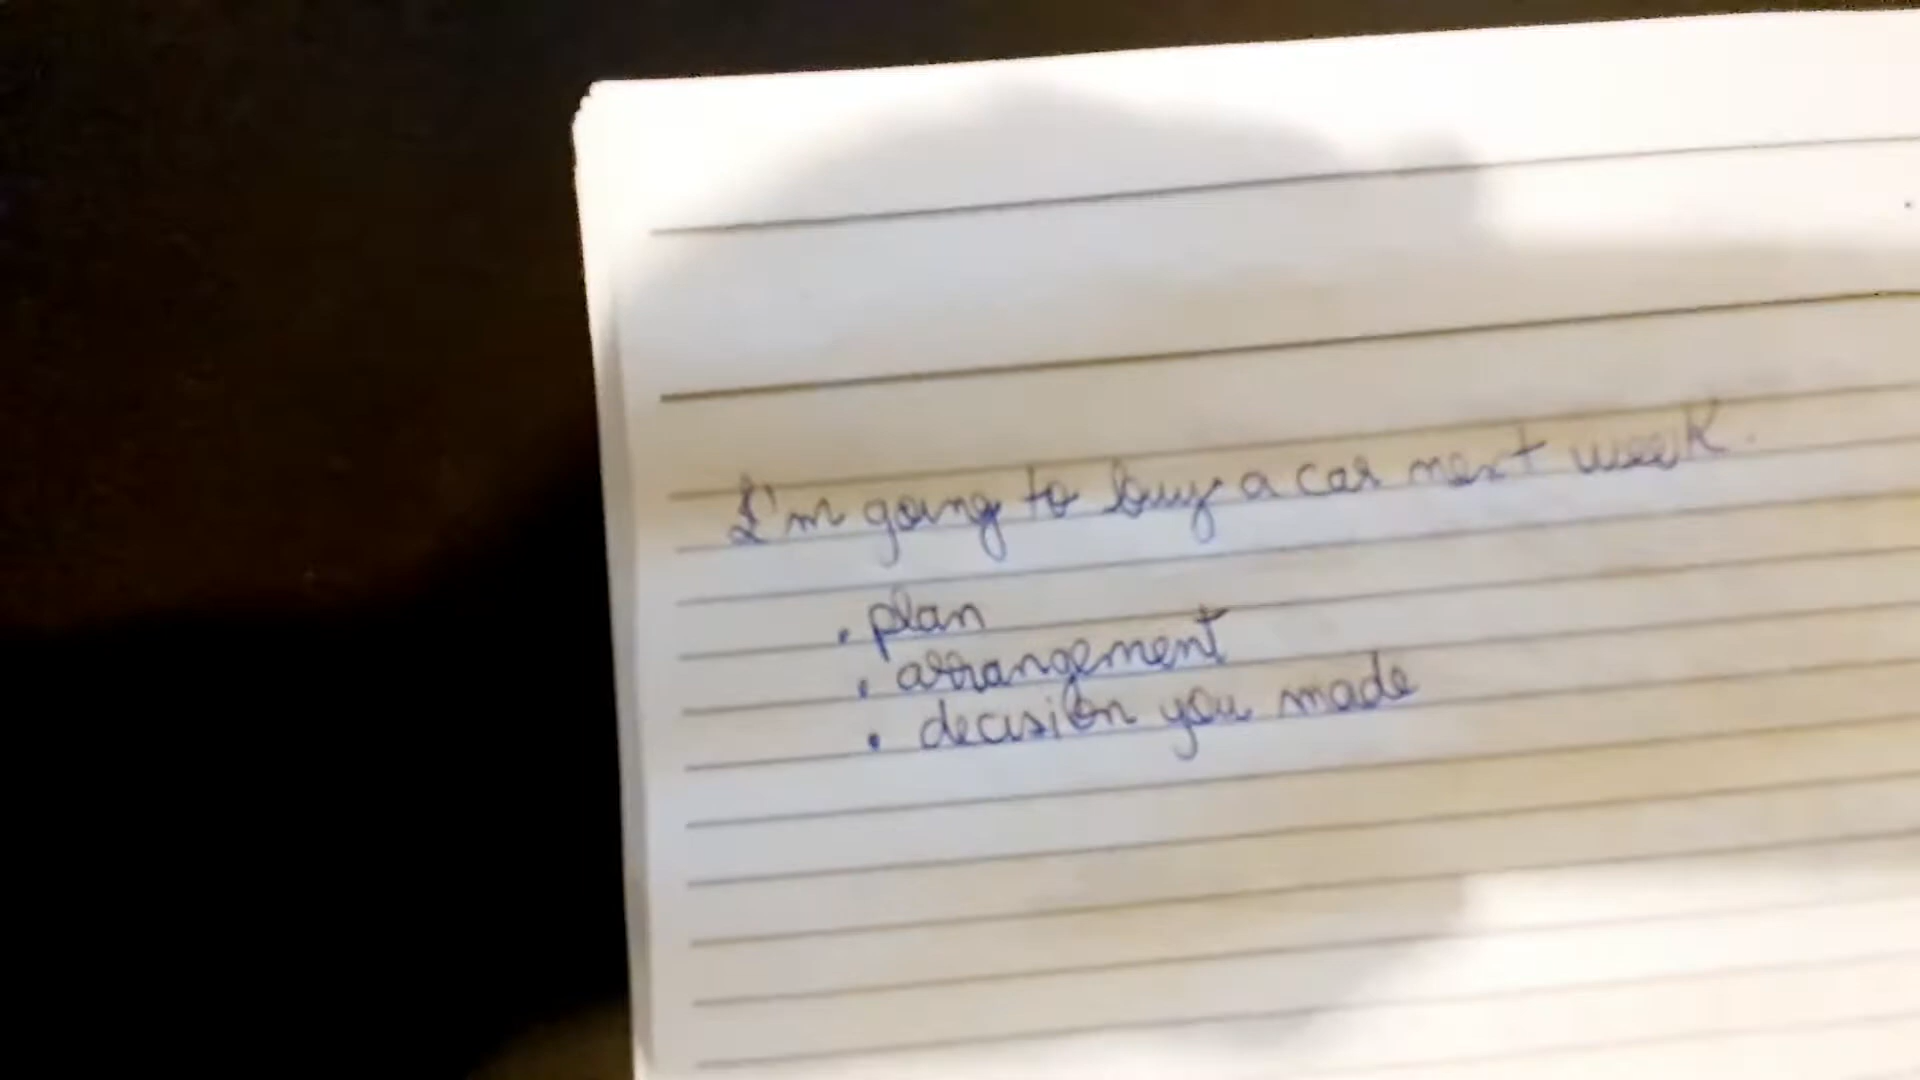 I'm going to buy a car next week.
. plan
. arrangement
. decision you made